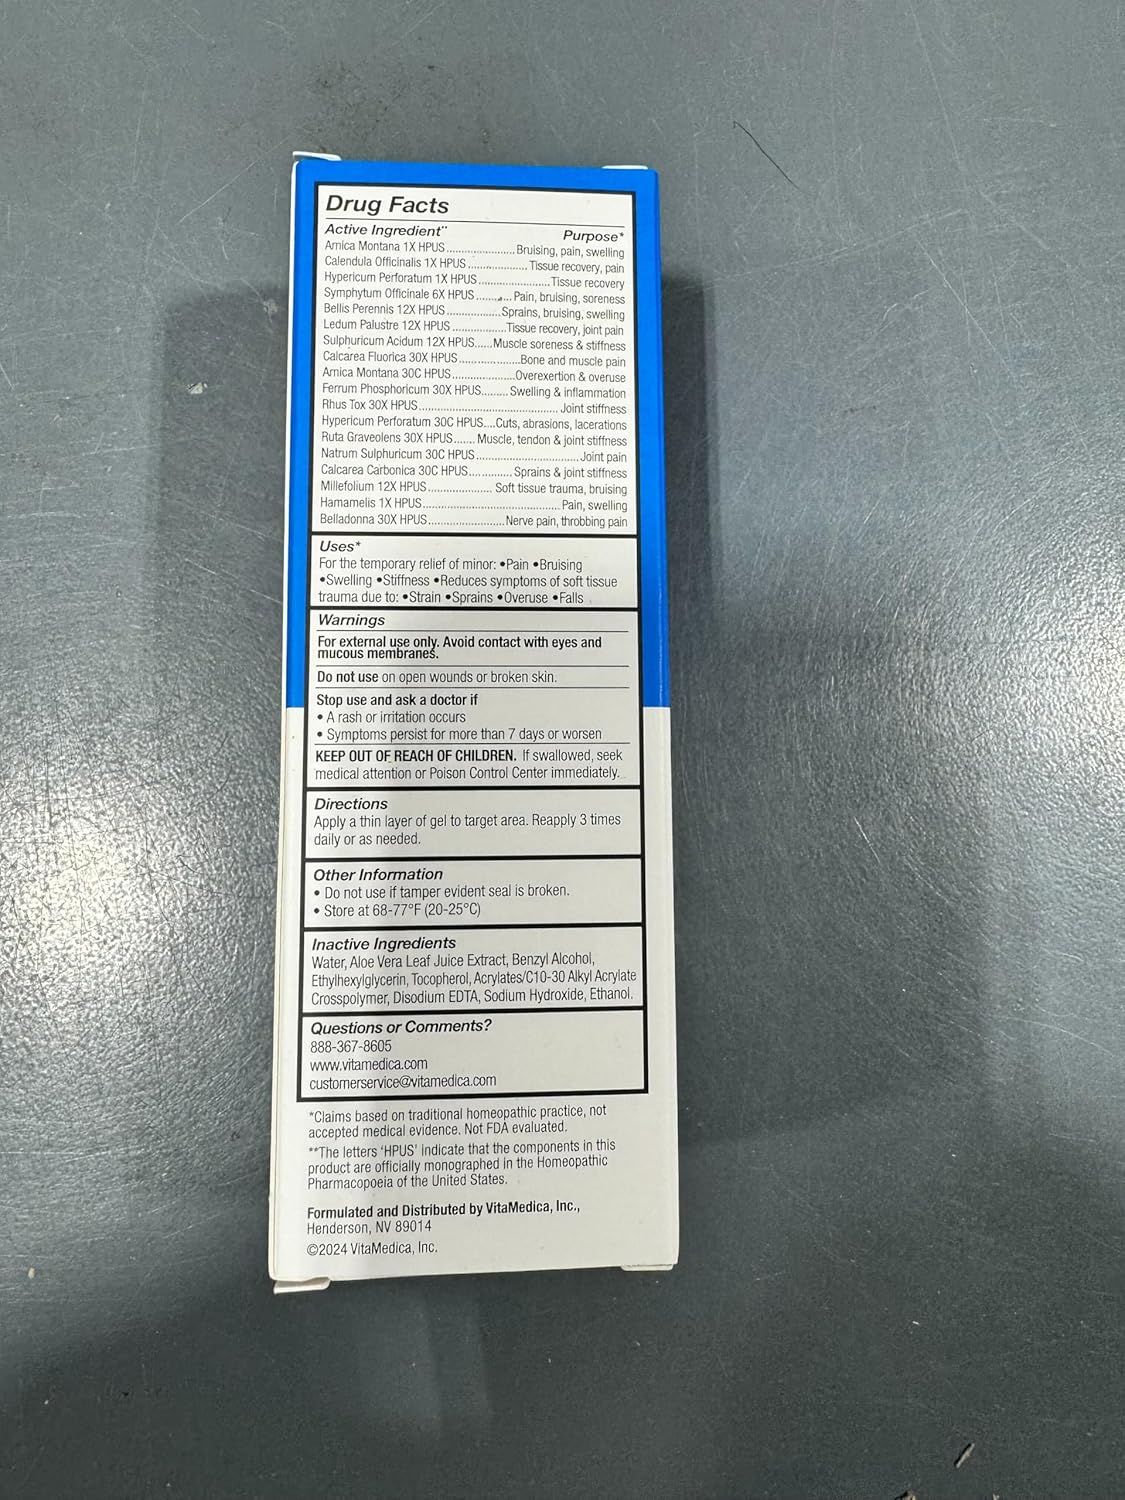 Drug Facts
Active Ingredient** Purpose*
Arnica Montana 1X HPUS......................Bruising, pain, swelling
Calendula Officinalis 1X HPUS...................Tissue recovery, pain
Hypericum Perforatum 1X HPUS.......................Tissue recovery
Symphytum Officinale 6X HPUS...........Pain, bruising, soreness
Bellis Perennis 12X HPUS.................Sprains, bruising, swelling
Ledum Palustre 12X HPUS.................Tissue recovery, joint pain
Sulphuricum Acidum 12X HPUS......Muscle soreness & stiffness
Calcarea Fluorica 30X HPUS....................Bone and muscle pain
Arnica Montana 30C HPUS....................Overexertion & overuse
Ferrum Phosphoricum 30X HPUS........Swelling & inflammation
Rhus Tox 30X HPUS............................................Joint stiffness
Hypericum Perforatum 30C HPUS....Cuts, abrasions, lacerations
Ruta Graveolens 30X HPUS.......Muscle, tendon & joint stiffness
Natrum Sulphuricum 30C HPUS..................................Joint pain
Calcarea Carbonica 30C HPUS.............Sprains & joint stiffness
Millefolium 12X HPUS....................Soft tissue trauma, bruising
Hamamelis 1X HPUS............................................Pain, swelling
Belladonna 30X HPUS.........................Nerve pain, throbbing pain
Uses*
For the temporary relief of minor: •Pain •Bruising
•Swelling •Stiffness •Reduces symptoms of soft tissue
trauma due to: •Strain •Sprains •Overuse •Falls
Warnings
For external use only. Avoid contact with eyes and
mucous membranes.
Do not use on open wounds or broken skin.
Stop use and ask a doctor if
• A rash or irritation occurs
• Symptoms persist for more than 7 days or worsen
KEEP OUT OF REACH OF CHILDREN. If swallowed, seek
medical attention or Poison Control Center immediately.
Directions
Apply a thin layer of gel to target area. Reapply 3 times
daily or as needed.
Other Information
• Do not use if tamper evident seal is broken.
• Store at 68-77°F (20-25°C)
Inactive Ingredients
Water, Aloe Vera Leaf Juice Extract, Benzyl Alcohol,
Ethylhexylglycerin, Tocopherol, Acrylates/C10-30 Alkyl Acrylate
Crosspolymer, Disodium EDTA, Sodium Hydroxide, Ethanol.
Questions or Comments?
888-367-8605
www.vitamedica.com
customerservice@vitamedica.com
*Claims based on traditional homeopathic practice, not
accepted medical evidence. Not FDA evaluated.
**The letters 'HPUS' indicate that the components in this
product are officially monographed in the Homeopathic
Pharmacopoeia of the United States.
Formulated and Distributed by VitaMedica, Inc.,
Henderson, NV 89014
©2024 VitaMedica, Inc.